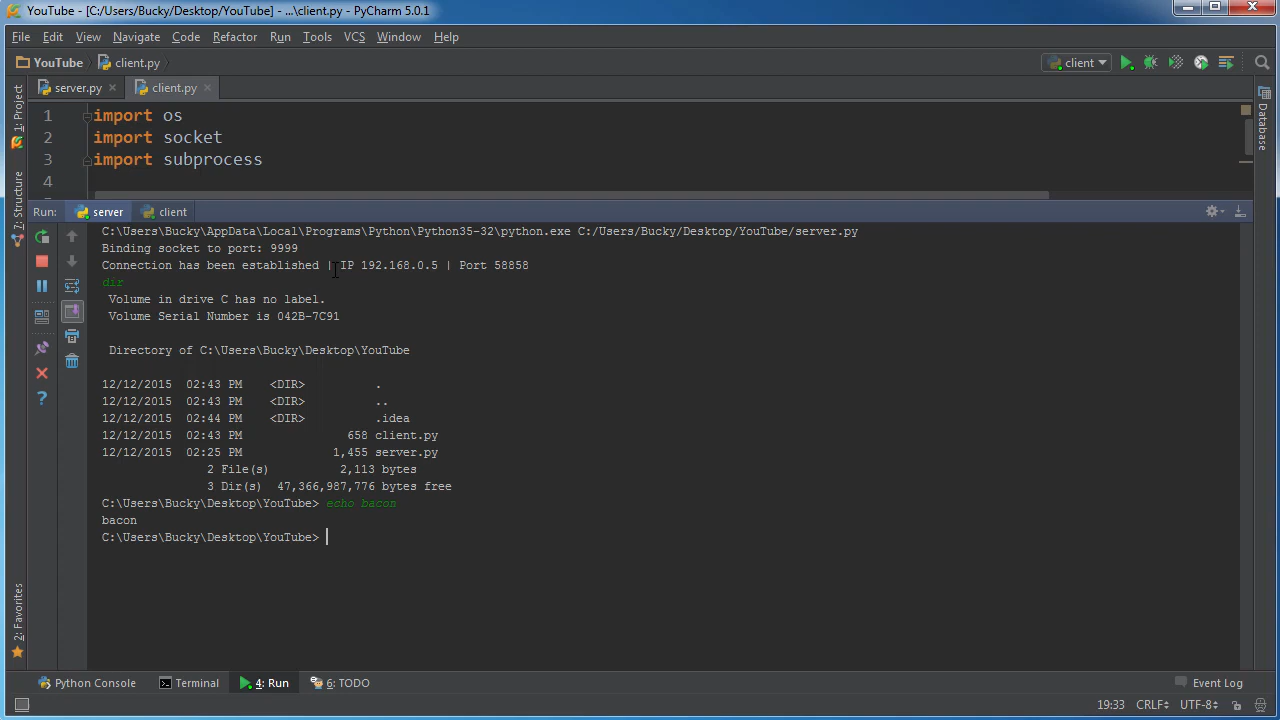 YouTube - [C:/Users/Bucky/Desktop/YouTube] - ...\client.py - PyCharm 5.0.1
File Edit View Navigate Code Refactor Run Tools VCS Window Help
YouTube client.py client
server.py client.py
1: Project
7: Structure
2: Favorites
Database
1 import os
2 import socket
3 import subprocess
4
Run: server client
C:\Users\Bucky\AppData\Local\Programs\Python\Python35-32\python.exe C:/Users/Bucky/Desktop/YouTube/server.py
Binding socket to port: 9999
Connection has been established | IP 192.168.0.5 | Port 58858
dir
Volume in drive C has no label.
Volume Serial Number is 042B-7C91
Directory of C:\Users\Bucky\Desktop\YouTube
12/12/2015 02:43 PM <DIR> .
12/12/2015 02:43 PM <DIR> ..
12/12/2015 02:44 PM <DIR> .idea
12/12/2015 02:43 PM 658 client.py
12/12/2015 02:25 PM 1,455 server.py
2 File(s) 2,113 bytes
3 Dir(s) 47,366,987,776 bytes free
C:\Users\Bucky\Desktop\YouTube> echo bacon
bacon
C:\Users\Bucky\Desktop\YouTube>
Python Console Terminal 4: Run 6: TODO Event Log
19:33 CRLF UTF-8